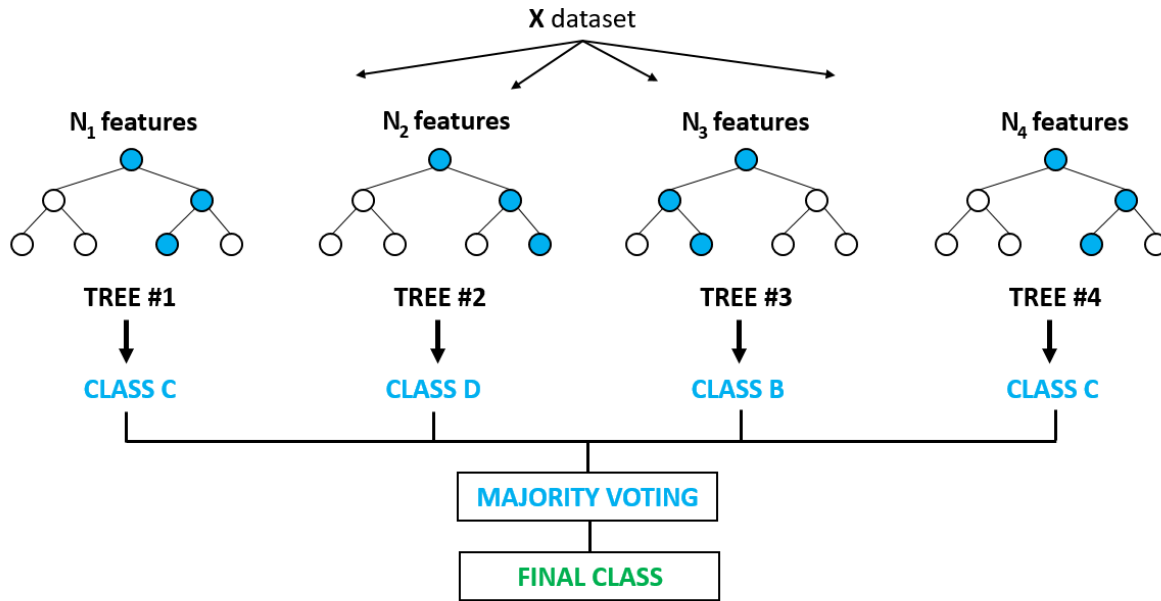 X dataset
N₁ features
N₂ features
N₃ features
N₄ features
TREE #1
TREE #2
TREE #3
TREE #4
CLASS C
CLASS D
CLASS B
CLASS C
MAJORITY VOTING
FINAL CLASS